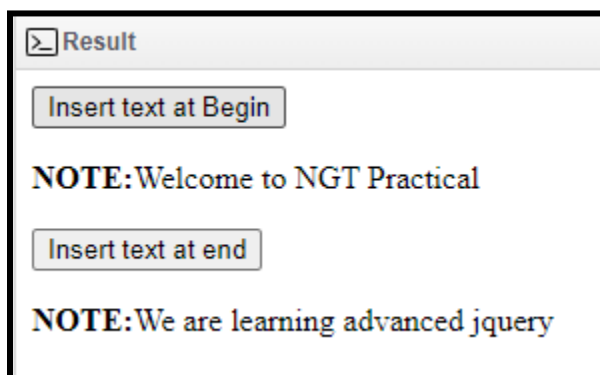 Result
Insert text at Begin
NOTE:Welcome to NGT Practical
Insert text at end
NOTE:We are learning advanced jquery